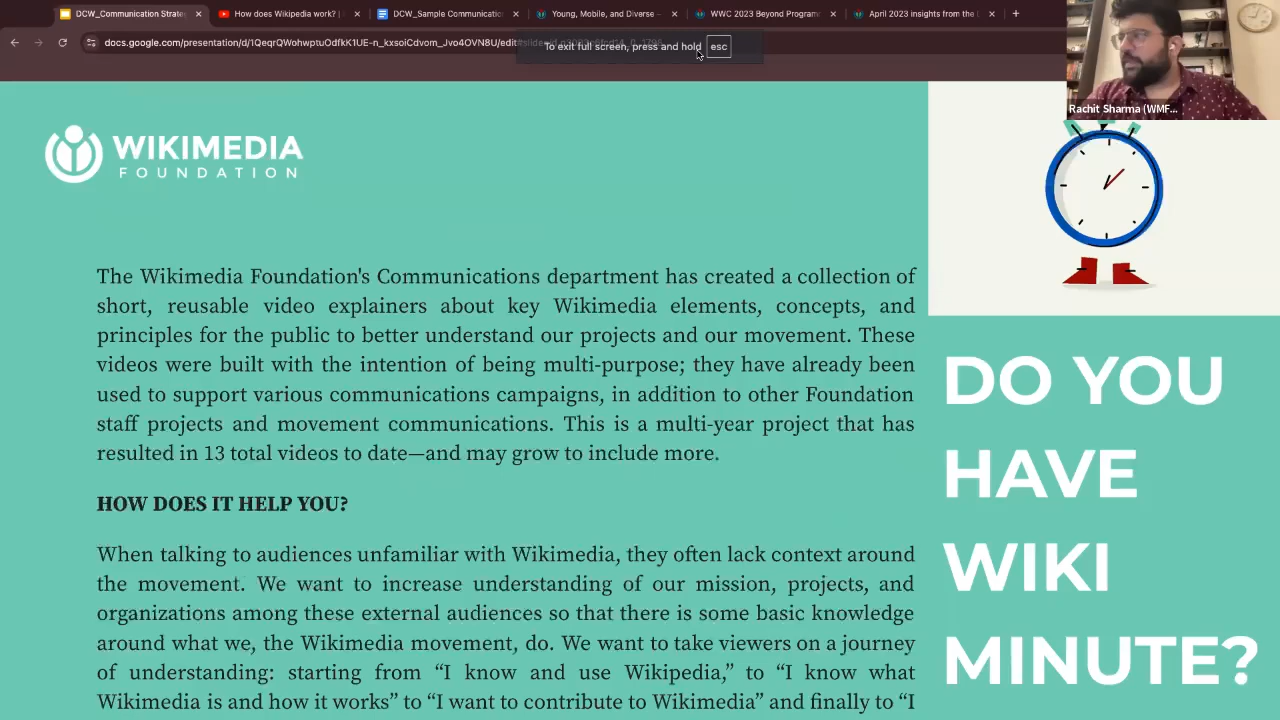 DCW_Communication Strate
How does Wikipedia work? |
DCW_Sample Communicatio
Young, Mobile, and Diverse –
WWC 2023 Beyond Program
April 2023 insights from the
docs.google.com/presentation/d/1QeqrQWohwptuOdfkK1UE-n_kxsoiCdvom_Jvo4OVN8U/edit
To exit full screen, press and hold esc
Rachit Sharma (WMF...
WIKIMEDIA
FOUNDATION
The Wikimedia Foundation's Communications department has created a collection of
short, reusable video explainers about key Wikimedia elements, concepts, and
principles for the public to better understand our projects and our movement. These
videos were built with the intention of being multi-purpose; they have already been
used to support various communications campaigns, in addition to other Foundation
staff projects and movement communications. This is a multi-year project that has
resulted in 13 total videos to date—and may grow to include more.
HOW DOES IT HELP YOU?
When talking to audiences unfamiliar with Wikimedia, they often lack context around
the movement. We want to increase understanding of our mission, projects, and
organizations among these external audiences so that there is some basic knowledge
around what we, the Wikimedia movement, do. We want to take viewers on a journey
of understanding: starting from “I know and use Wikipedia,” to “I know what
Wikimedia is and how it works” to “I want to contribute to Wikimedia” and finally to “I
DO YOU
HAVE
WIKI
MINUTE?